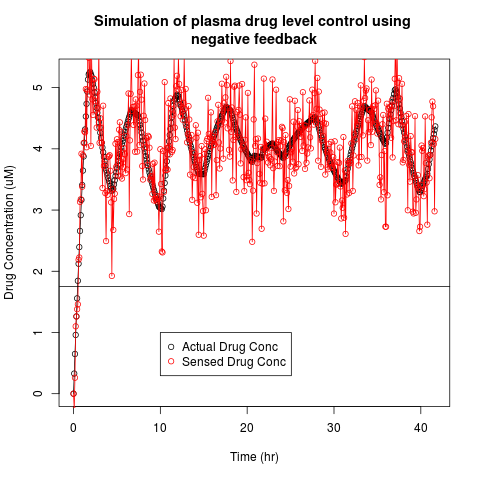 Simulation of plasma drug level control using
negative feedback
Drug Concentration (uM)
5
4
3
2
1
0
Actual Drug Conc
Sensed Drug Conc
0 10 20 30 40
Time (hr)